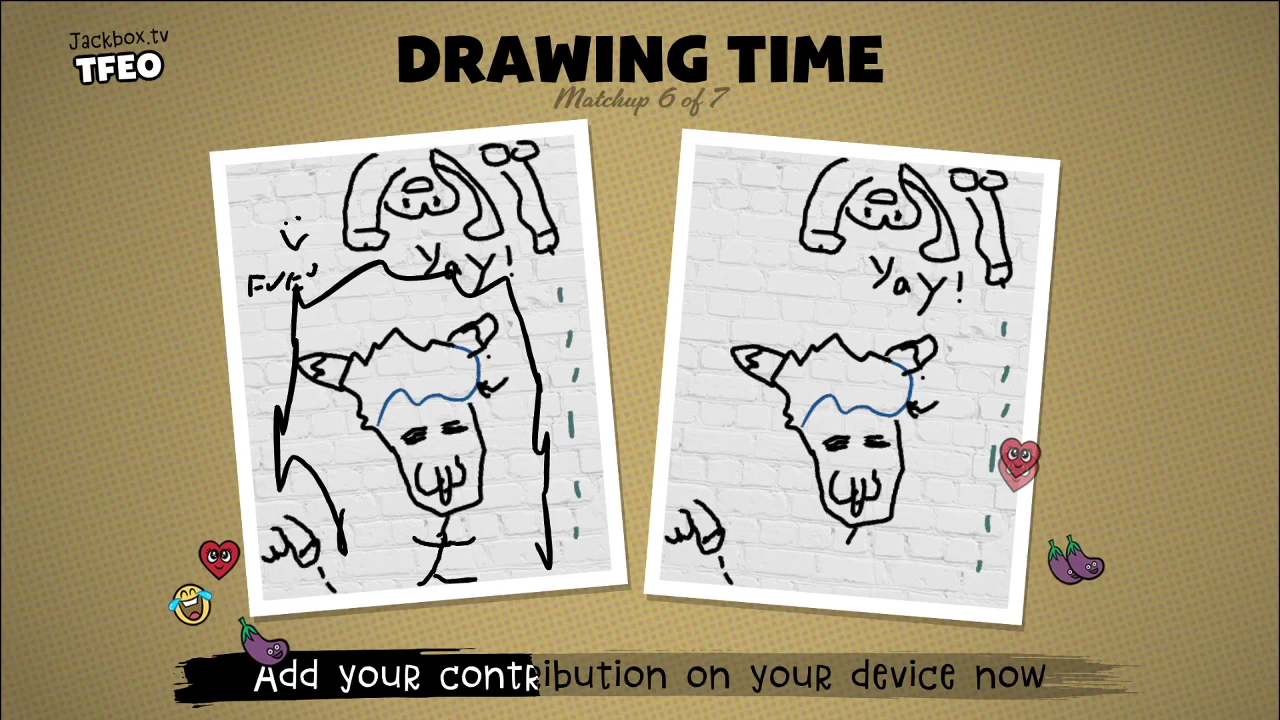 Jackbox.tv
TFEO
DRAWING TIME
Matchup 6 of 7
yay!
yay!
Add your contribution on your device now